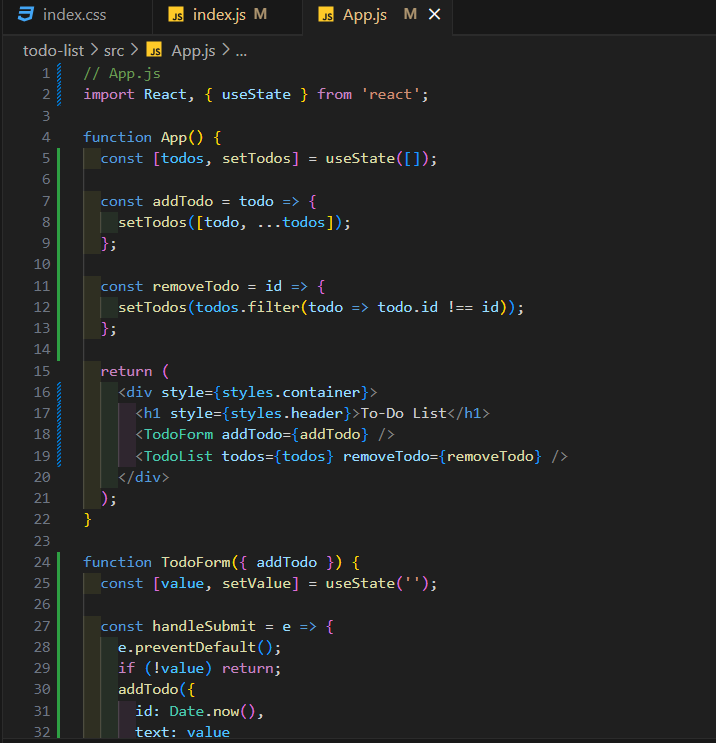 index.css
JS index.js M
JS App.js M
todo-list > src > JS App.js > ...
1 // App.js
2 import React, { useState } from 'react';
3
4 function App() {
5 const [todos, setTodos] = useState([]);
6
7 const addTodo = todo => {
8 setTodos([todo, ...todos]);
9 };
10
11 const removeTodo = id => {
12 setTodos(todos.filter(todo => todo.id !== id));
13 };
14
15 return (
16 <div style={styles.container}>
17 <h1 style={styles.header}>To-Do List</h1>
18 <TodoForm addTodo={addTodo} />
19 <TodoList todos={todos} removeTodo={removeTodo} />
20 </div>
21 );
22 }
23
24 function TodoForm({ addTodo }) {
25 const [value, setValue] = useState('');
26
27 const handleSubmit = e => {
28 e.preventDefault();
29 if (!value) return;
30 addTodo({
31 id: Date.now(),
32 text: value